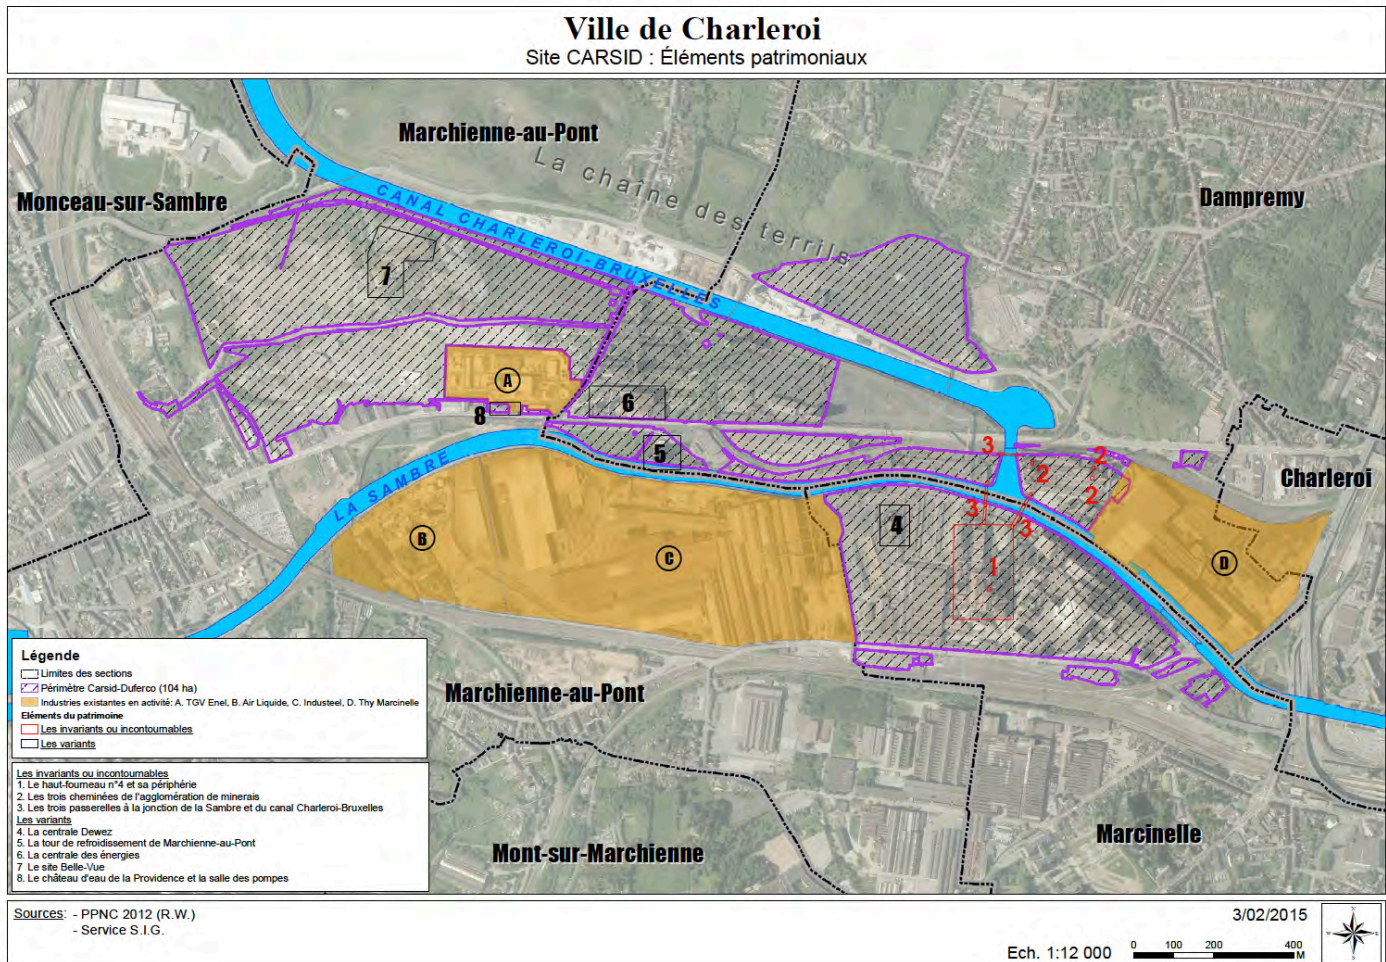 Ville de Charleroi
Site CARSID : Éléments patrimoniaux
Marchienne-au-Pont
La chaîne des terrils
Monceau-sur-Sambre
Dampremy
CANAL CHARLEROI-BRUXELLES
7
A
6
8
5
3
2
2
Charleroi
LA SAMBRE
2
3
4
3
B
C
1
D
Légende
Limites des sections
Périmètre Carsid-Duferco (104 ha)
Industries existantes en activité: A. TGV Enel, B. Air Liquide, C. Industeel, D. Thy Marcinelle
Eléments du patrimoine
Les invariants ou incontournables
Les variants
Marchienne-au-Pont
Les invariants ou incontournables
1. Le haut-fourneau n°4 et sa périphérie
2. Les trois cheminées de l'agglomération de minerais
3. Les trois passerelles à la jonction de la Sambre et du canal Charleroi-Bruxelles
Les variants
4. La centrale Dewez
5. La tour de refroidissement de Marchienne-au-Pont
6. La centrale des énergies
7 Le site Belle-Vue
8. Le château d'eau de la Providence et la salle des pompes
Mont-sur-Marchienne
Marcinelle
Sources: - PPNC 2012 (R.W.)
- Service S.I.G.
3/02/2015
Ech. 1:12 000
0 100 200 400
M